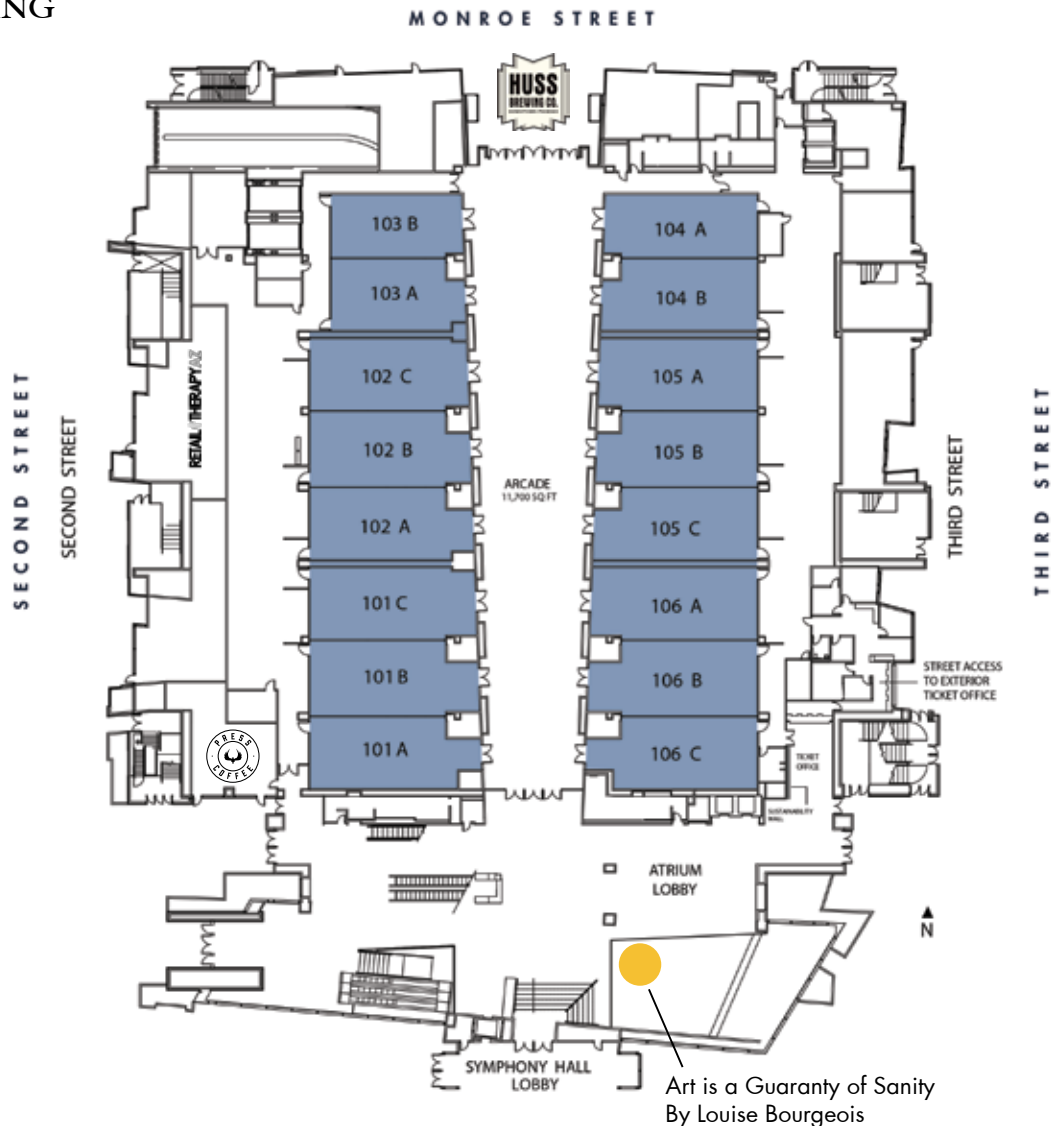 NG
MONROE STREET
HUSS
BREWING CO.
103 B
104 A
103 A
104 B
102 C
105 A
RETAIL THERAPY AZ
SECOND STREET
SECOND STREET
102 B
105 B
ARCADE
11,700 SQ FT
THIRD STREET
THIRD STREET
102 A
105 C
101 C
106 A
101 B
106 B
STREET ACCESS
TO EXTERIOR
TICKET OFFICE
PRESS
COFFEE
101 A
106 C
TICKET
OFFICE
SUSTAINABILITY
WALL
ATRIUM
LOBBY
N
SYMPHONY HALL
LOBBY
Art is a Guaranty of Sanity
By Louise Bourgeois